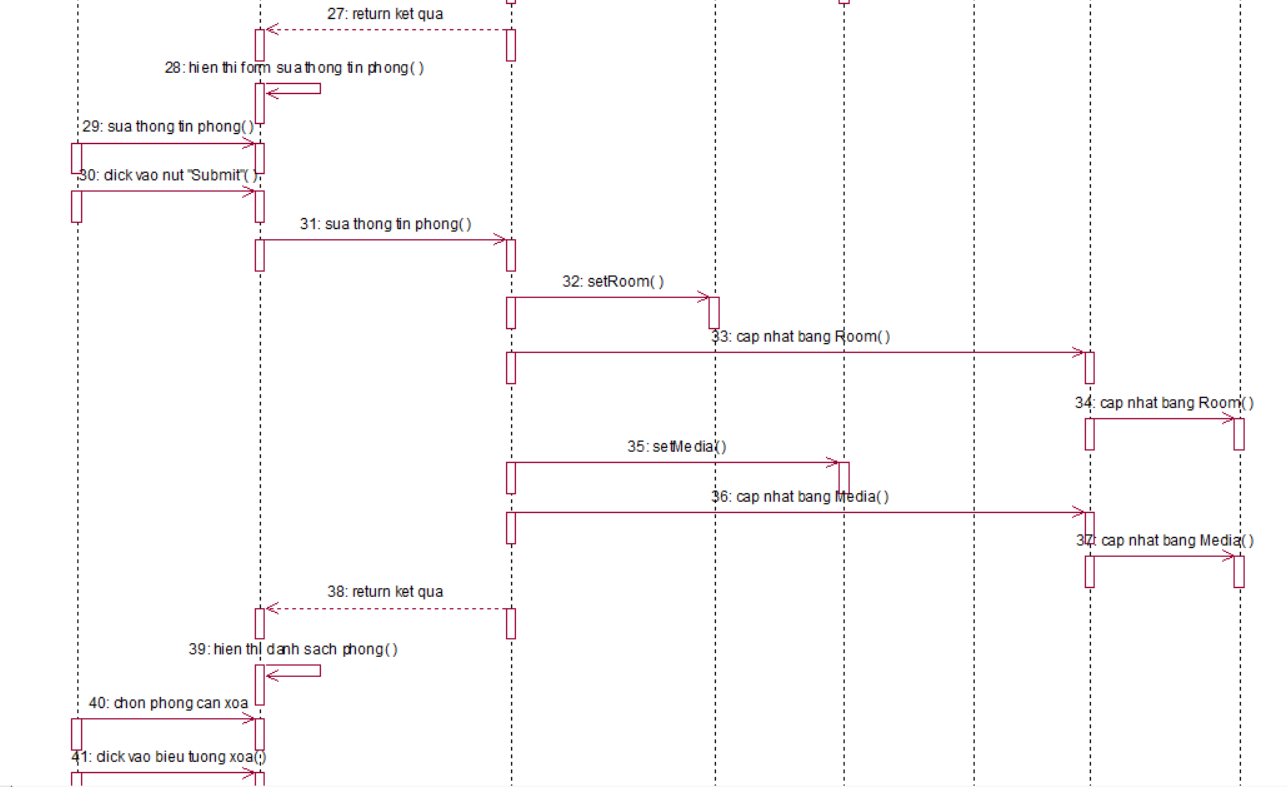 27: return ket qua
28: hien thi form sua thong tin phong( )
29: sua thong tin phong( )
30: click vao nut "Submit"( )
31: sua thong tin phong( )
32: setRoom( )
33: cap nhat bang Room( )
34: cap nhat bang Room( )
35: setMedia( )
36: cap nhat bang Media( )
37: cap nhat bang Media( )
38: return ket qua
39: hien thi danh sach phong( )
40: chon phong can xoa
41: click vao bieu tuong xoa( )